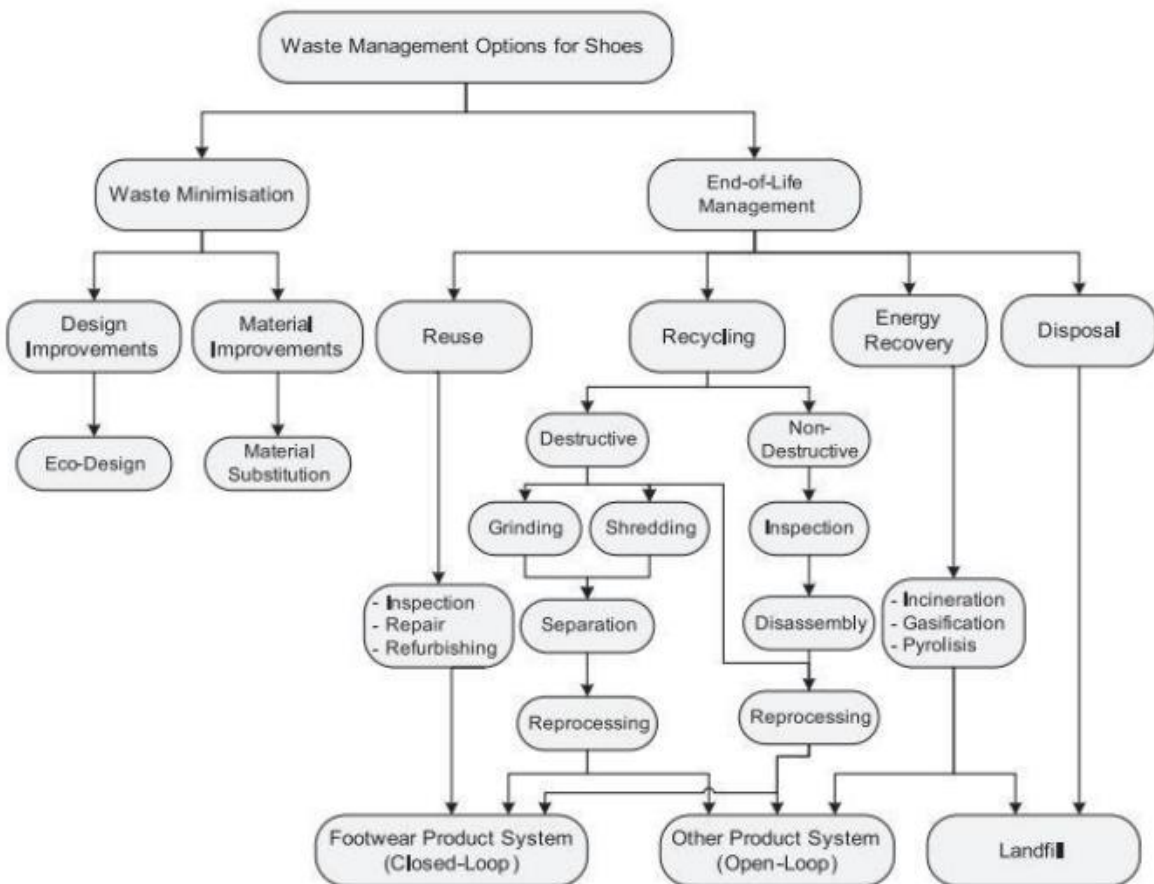 Waste Management Options for Shoes
Waste Minimisation
End-of-Life
Management
Design
Improvements
Material
Improvements
Reuse
Recycling
Energy
Recovery
Disposal
Eco-Design
Material
Substitution
Destructive
Non-
Destructive
Grinding
Shredding
Inspection
- Inspection
- Repair
- Refurbishing
Separation
Disassembly
- Incineration
- Gasification
- Pyrolisis
Reprocessing
Reprocessing
Footwear Product System
(Closed-Loop)
Other Product System
(Open-Loop)
Landfill